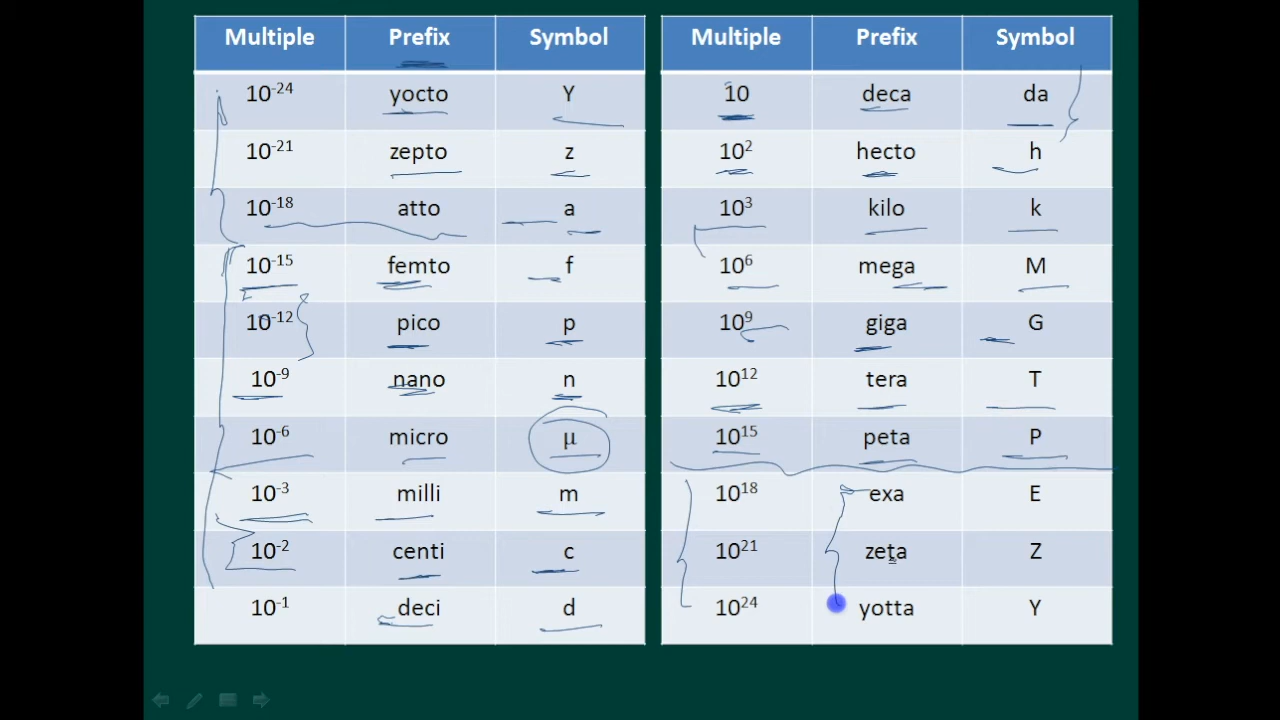 Multiple Prefix Symbol Multiple Prefix Symbol
10⁻²⁴ yocto Y 10 deca da
10⁻²¹ zepto z 10² hecto h
10⁻¹⁸ atto a 10³ kilo k
10⁻¹⁵ femto f 10⁶ mega M
10⁻¹² pico p 10⁹ giga G
10⁻⁹ nano n 10¹² tera T
10⁻⁶ micro µ 10¹⁵ peta P
10⁻³ milli m 10¹⁸ exa E
10⁻² centi c 10²¹ zeta Z
10⁻¹ deci d 10²⁴ yotta Y